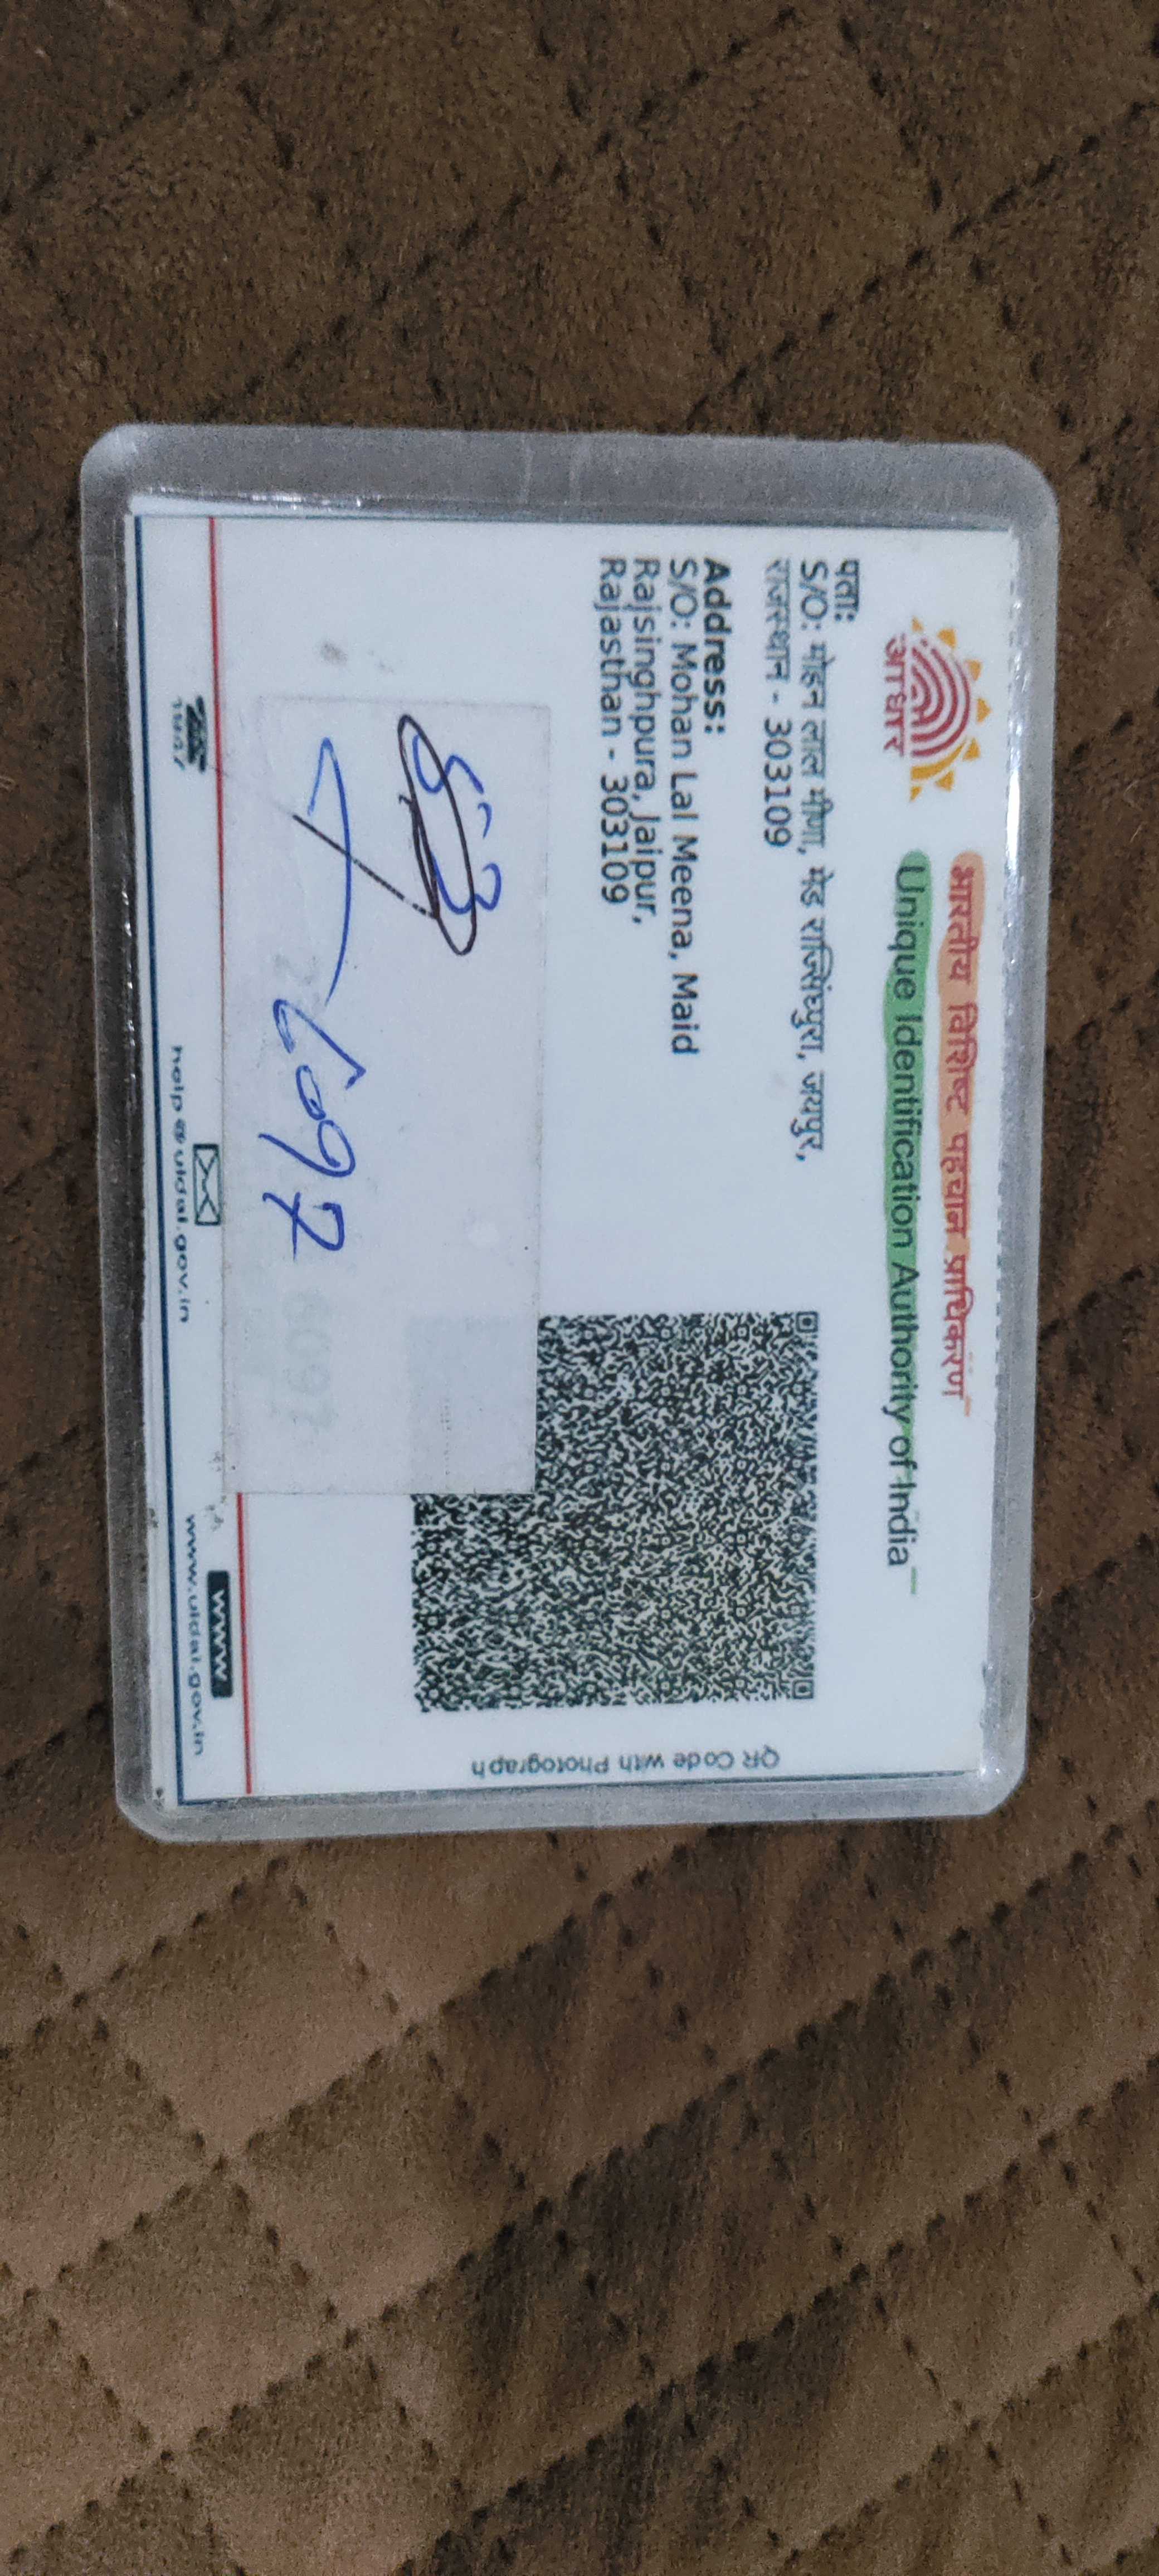 आधार
भारतीय विशिष्ट पहचान प्राधिकरण
Unique Identification Authority of India
पता:
S/O: मोहन लाल मीणा, मेड राजसिंघपुरा, जयपुर,
राजस्थान - 303109
Address:
S/O: Mohan Lal Meena, Maid
Rajsinghpura, Jaipur,
Rajasthan - 303109
QR Code with Photograph
6097
1947
help@uidai.gov.in
www.
www.uidai.gov.in